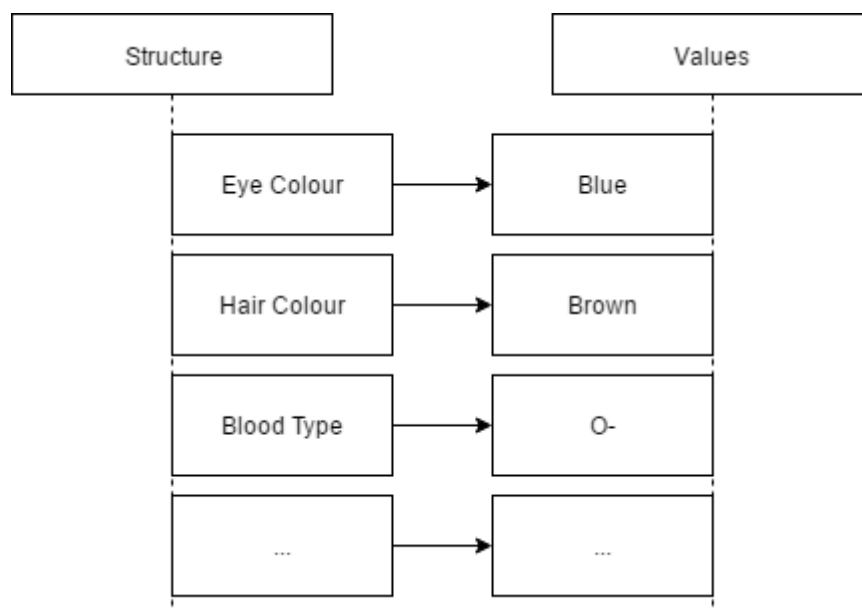 Structure
Values
Eye Colour
Blue
Hair Colour
Brown
Blood Type
O-
...
...